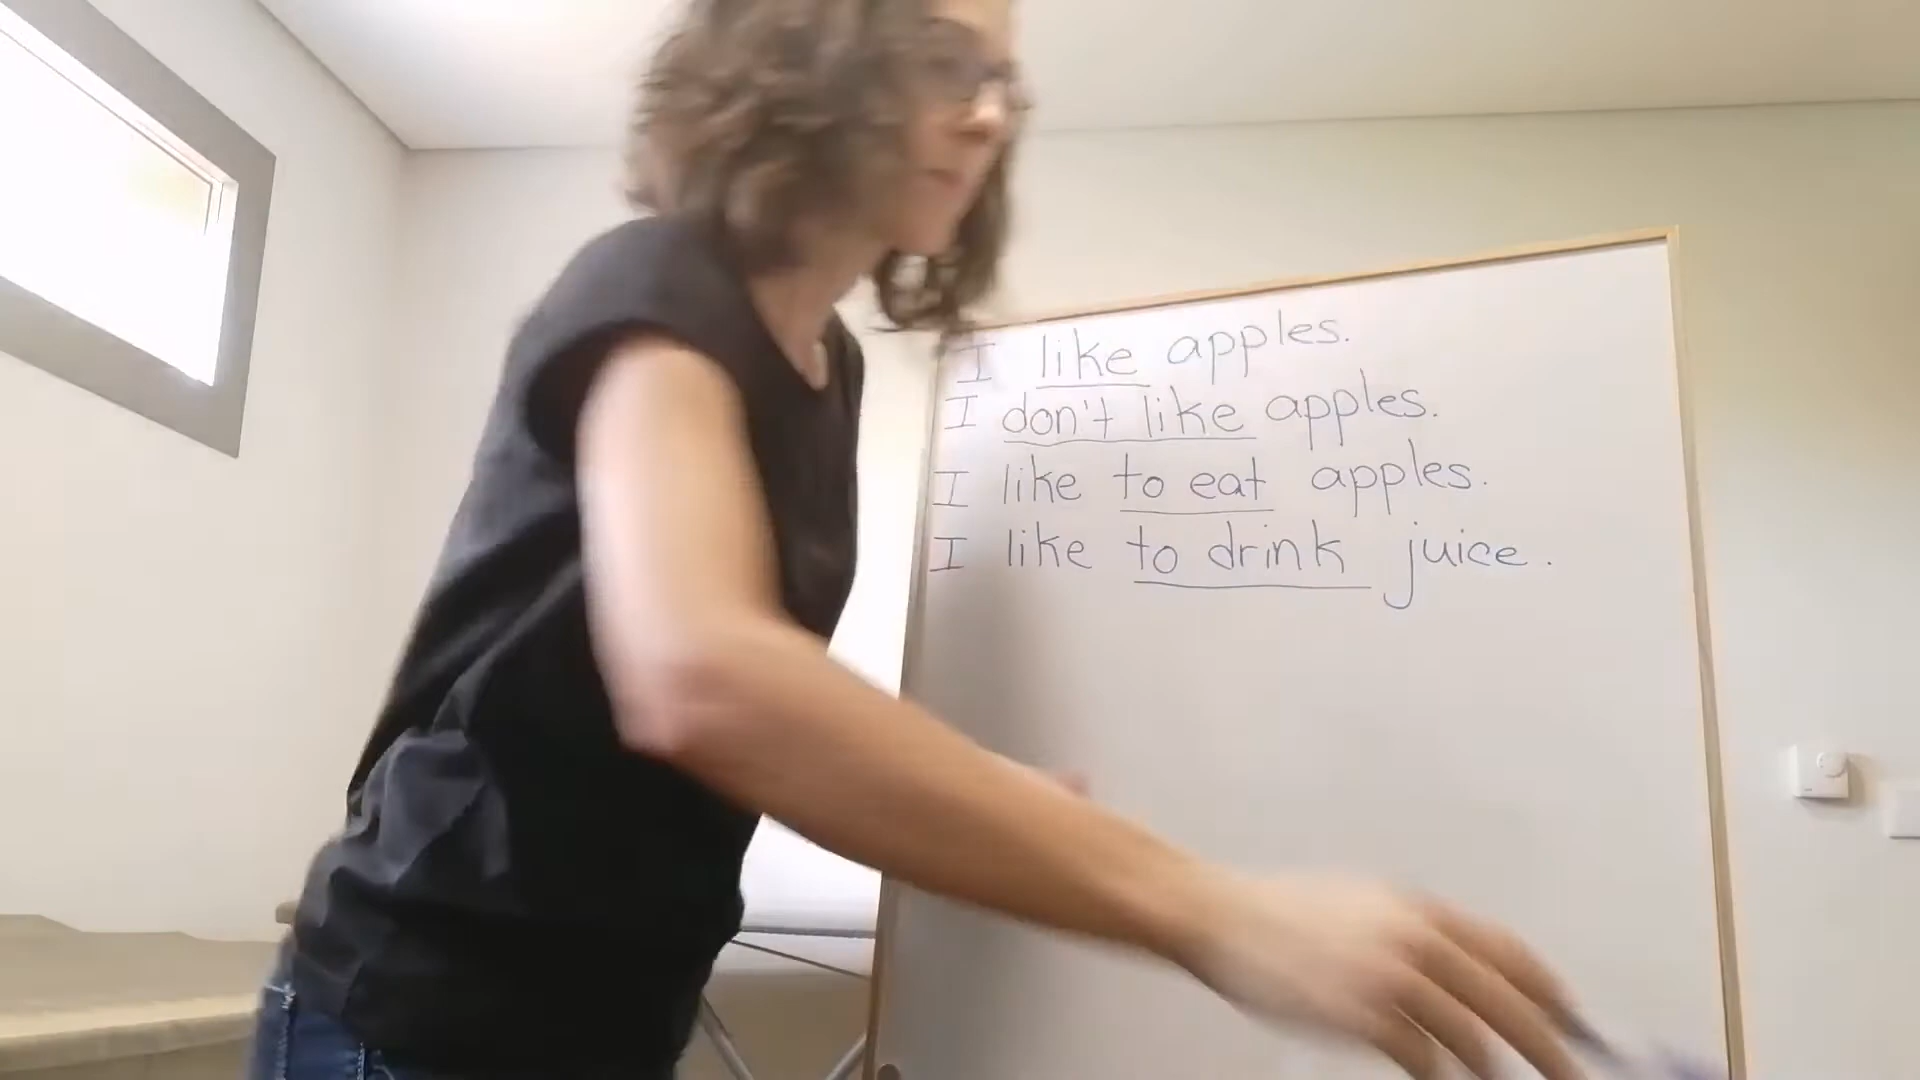 I like apples.
I don't like apples.
I like to eat apples.
I like to drink juice.